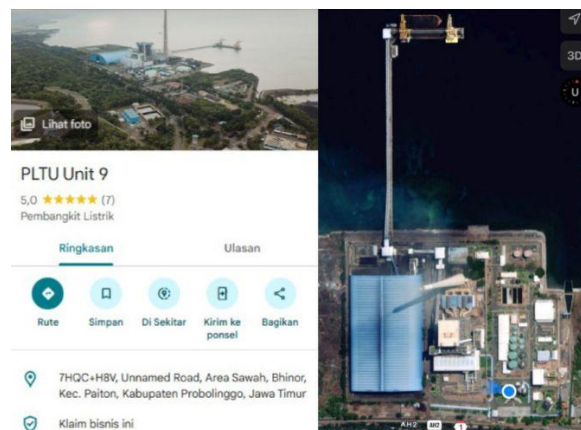 Lihat foto
PLTU Unit 9
5,0 ★★★★★ (7)
Pembangkit Listrik
Ringkasan
Ulasan
Rute
Simpan
Di Sekitar
Kirim ke
ponsel
Bagikan
7HQC+H8V, Unnamed Road, Area Sawah, Bhinor,
Kec. Paiton, Kabupaten Probolinggo, Jawa Timur
Klaim bisnis ini
3D
U
AH2
AH2
1